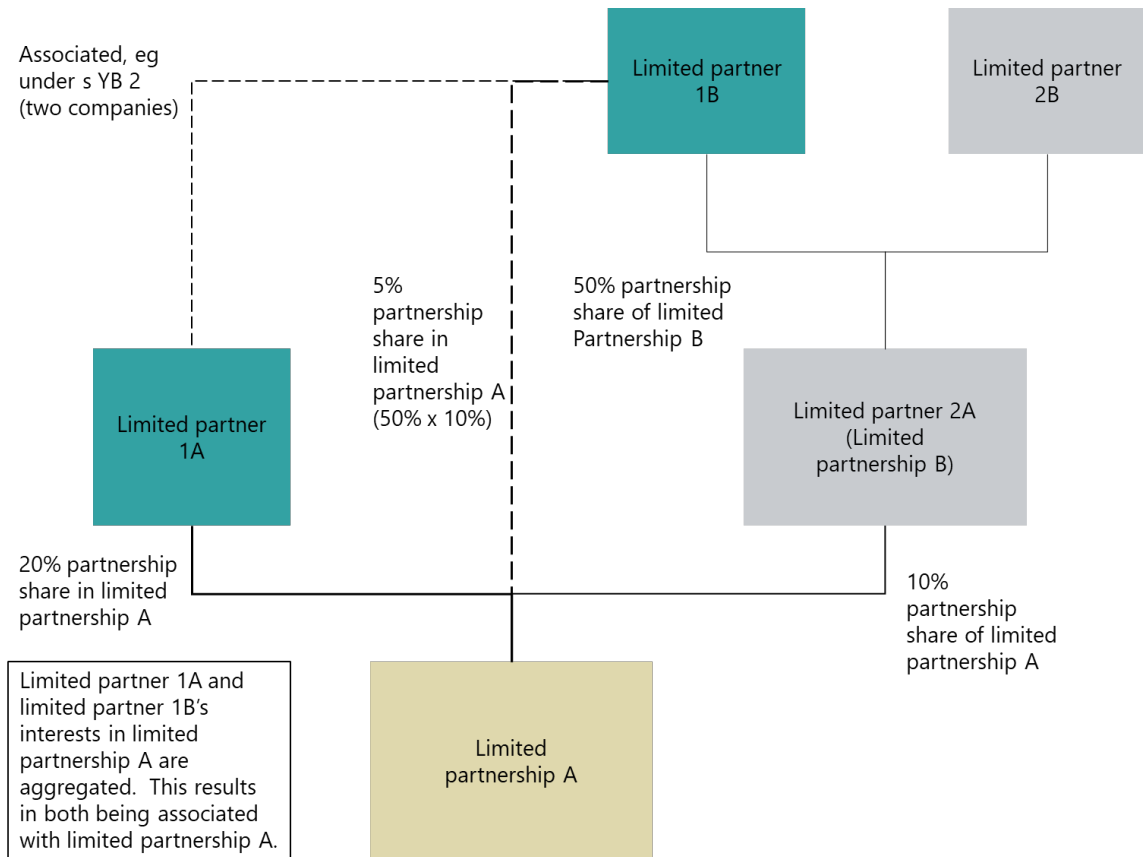 Associated, eg
under s YB 2
(two companies)
Limited partner
1B
Limited partner
2B
5%
partnership
share in
limited
partnership A
(50% x 10%)
50% partnership
share of limited
Partnership B
Limited partner
1A
Limited partner 2A
(Limited
partnership B)
20% partnership
share in limited
partnership A
10%
partnership
share of limited
partnership A
Limited partner 1A and
limited partner 1B’s
interests in limited
partnership A are
aggregated.  This results
in both being associated
with limited partnership A.
Limited
partnership A